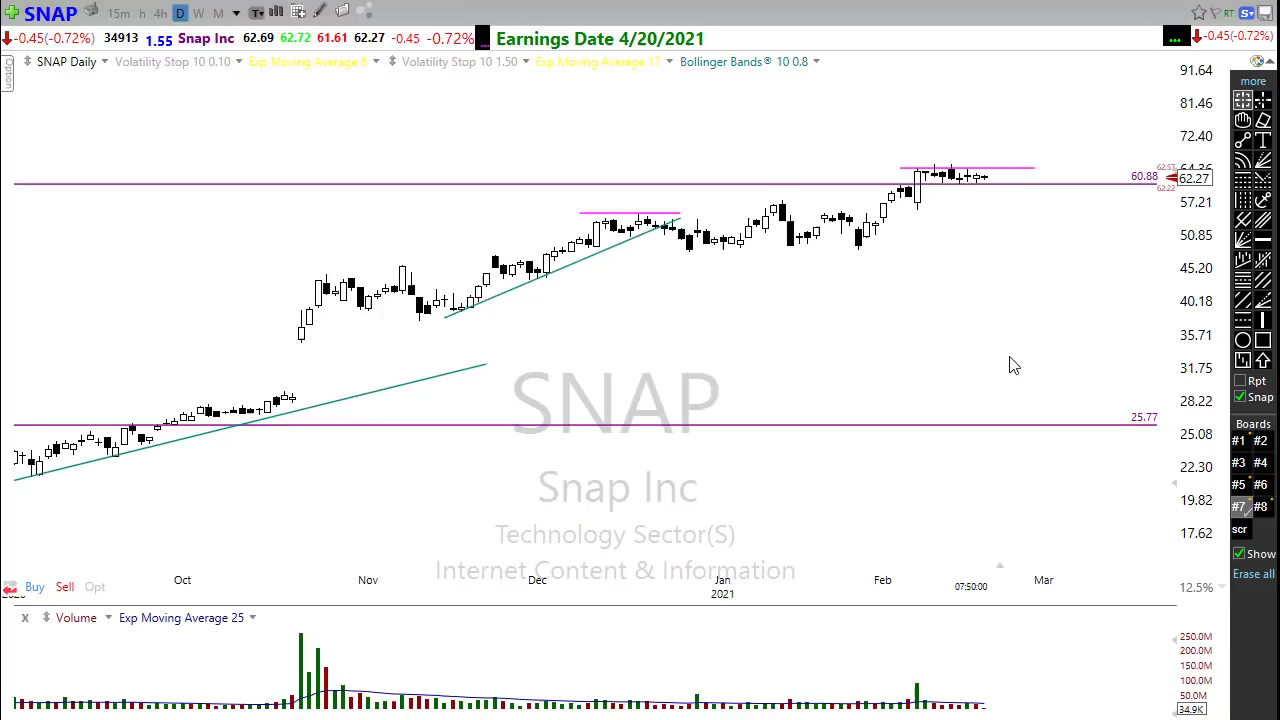 SNAP 15m h 4h D W M T
-0.45(-0.72%) 34913 1.55 Snap Inc 62.69 62.72 61.61 62.27 -0.45 -0.72% ... Earnings Date 4/20/2021 ... -0.45(-0.72%)
RT S
Option
SNAP Daily Volatility Stop 10 0.10 Exp Moving Average 8 Volatility Stop 10 1.50 Exp Moving Average 17 Bollinger Bands® 10 0.8
91.64
81.46
72.40
62.57
60.88 62.27
62.22
57.21
50.85
45.20
40.18
35.71
31.75
28.22
25.77
25.08
22.30
19.82
17.62
12.5%
more
T
Rpt
Snap
Boards
#1 #2
#3 #4
#5 #6
#7 #8
scr
Show
Erase all
SNAP
Snap Inc
Technology Sector(S)
Internet Content & Information
Oct Nov Dec Jan Feb Mar
2021 07:50:00
Buy Sell Opt
x Volume Exp Moving Average 25
250.0M
200.0M
150.0M
100.0M
50.0M
34.9K